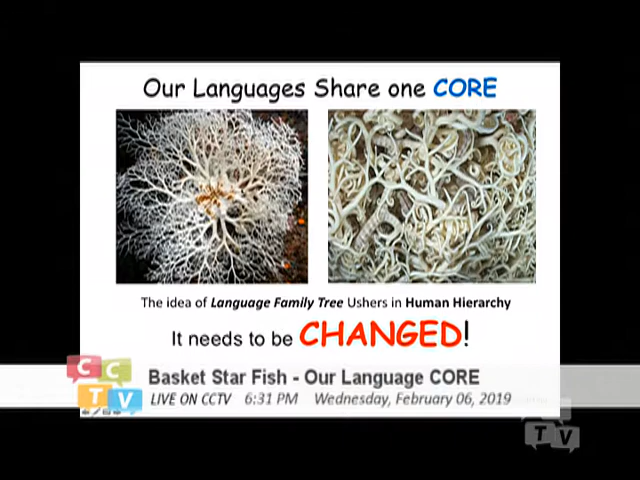 Our Languages Share one CORE
The idea of Language Family Tree Ushers in Human Hierarchy
It needs to be CHANGED!
CC
TV
Basket Star Fish - Our Language CORE
LIVE ON CCTV 6:31 PM Wednesday, February 06, 2019
TV